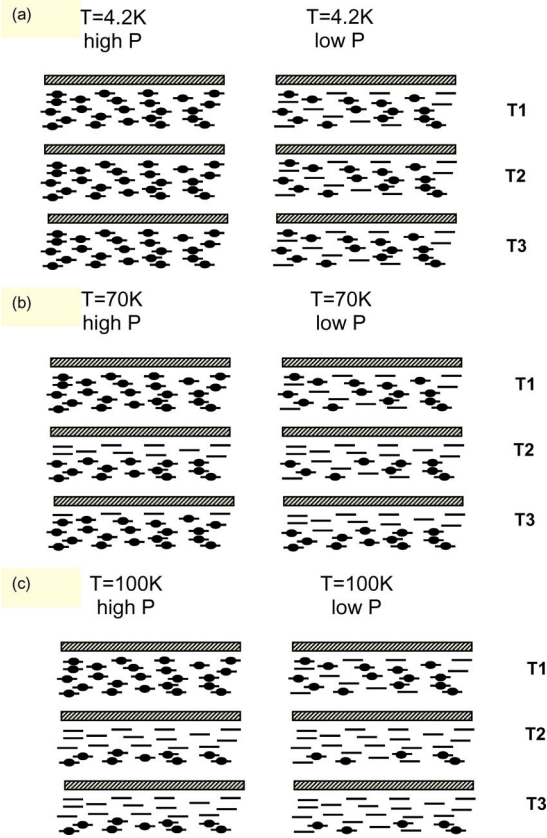 (a)
T=4.2K T=4.2K
high P low P
T1
T2
T3
(b)
T=70K T=70K
high P low P
T1
T2
T3
(c)
T=100K T=100K
high P low P
T1
T2
T3